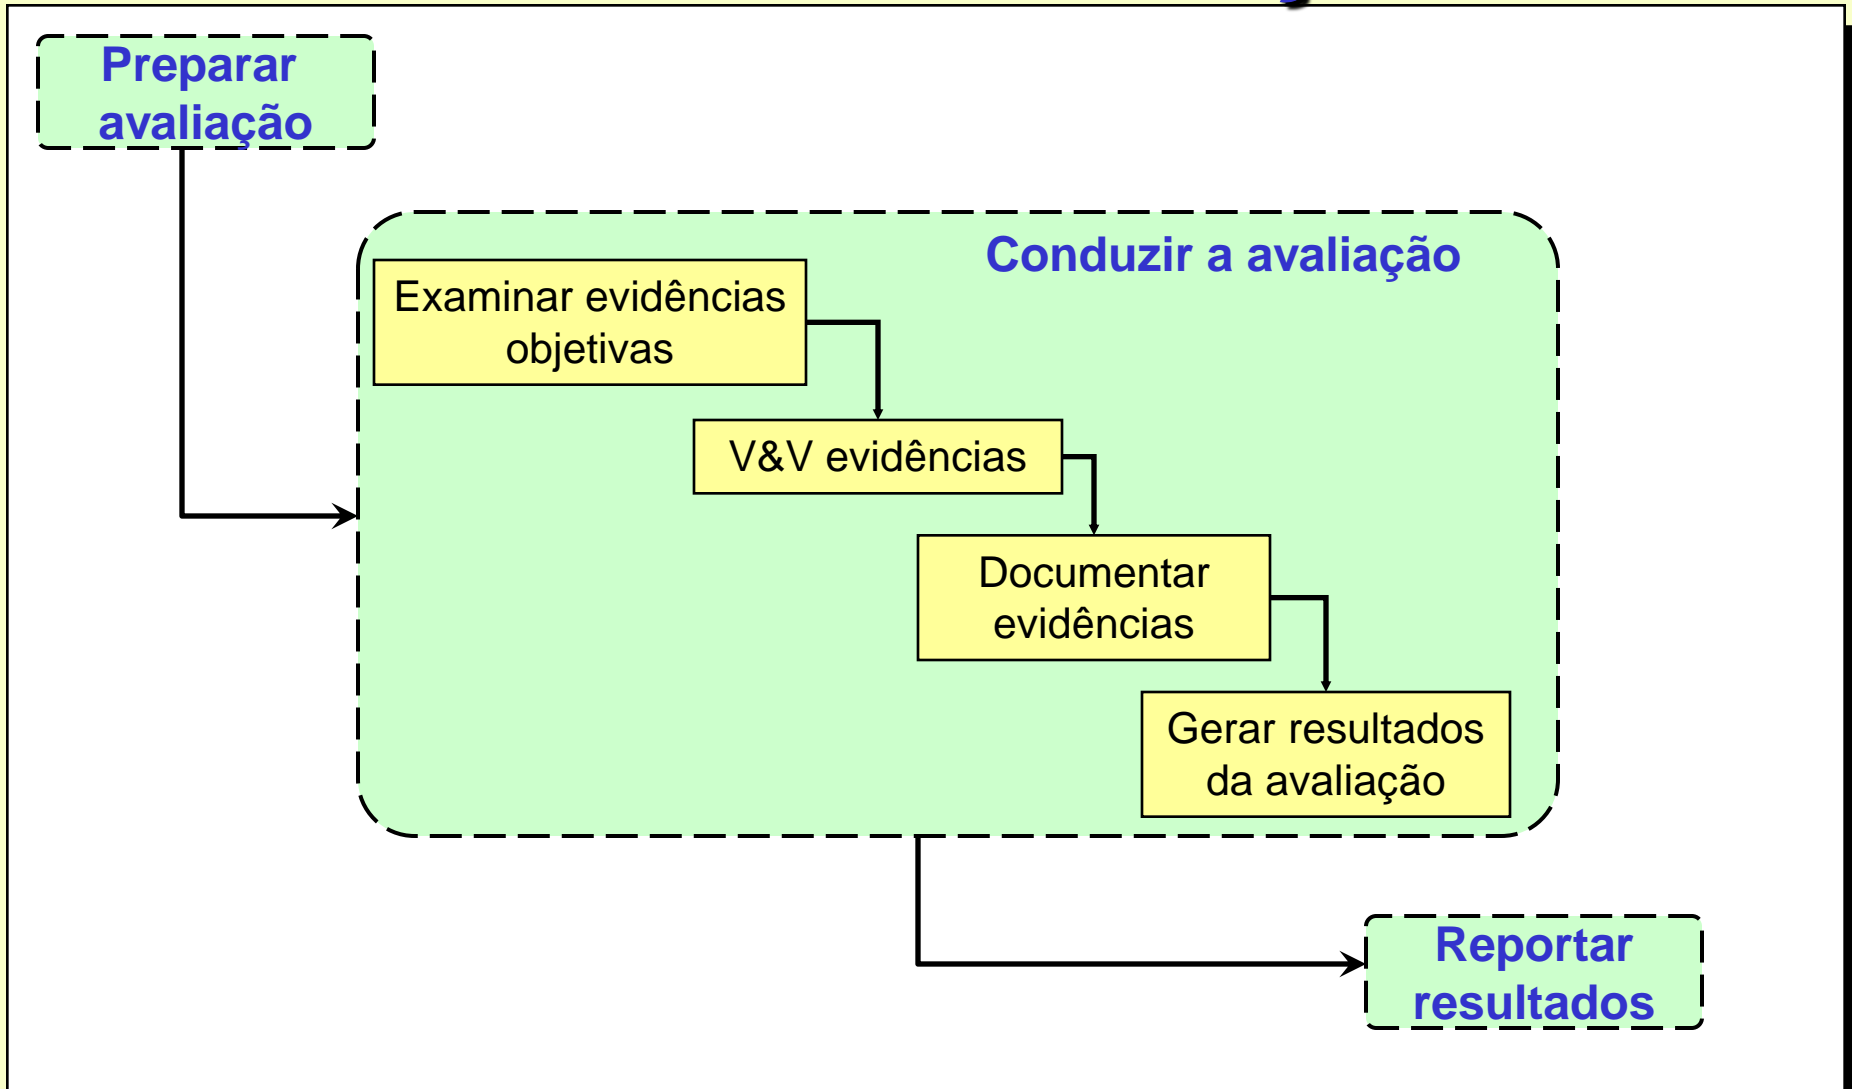 Preparar
avaliação
Conduzir a avaliação
Examinar evidências
objetivas
V&V evidências
Documentar
evidências
Gerar resultados
da avaliação
Reportar
resultados